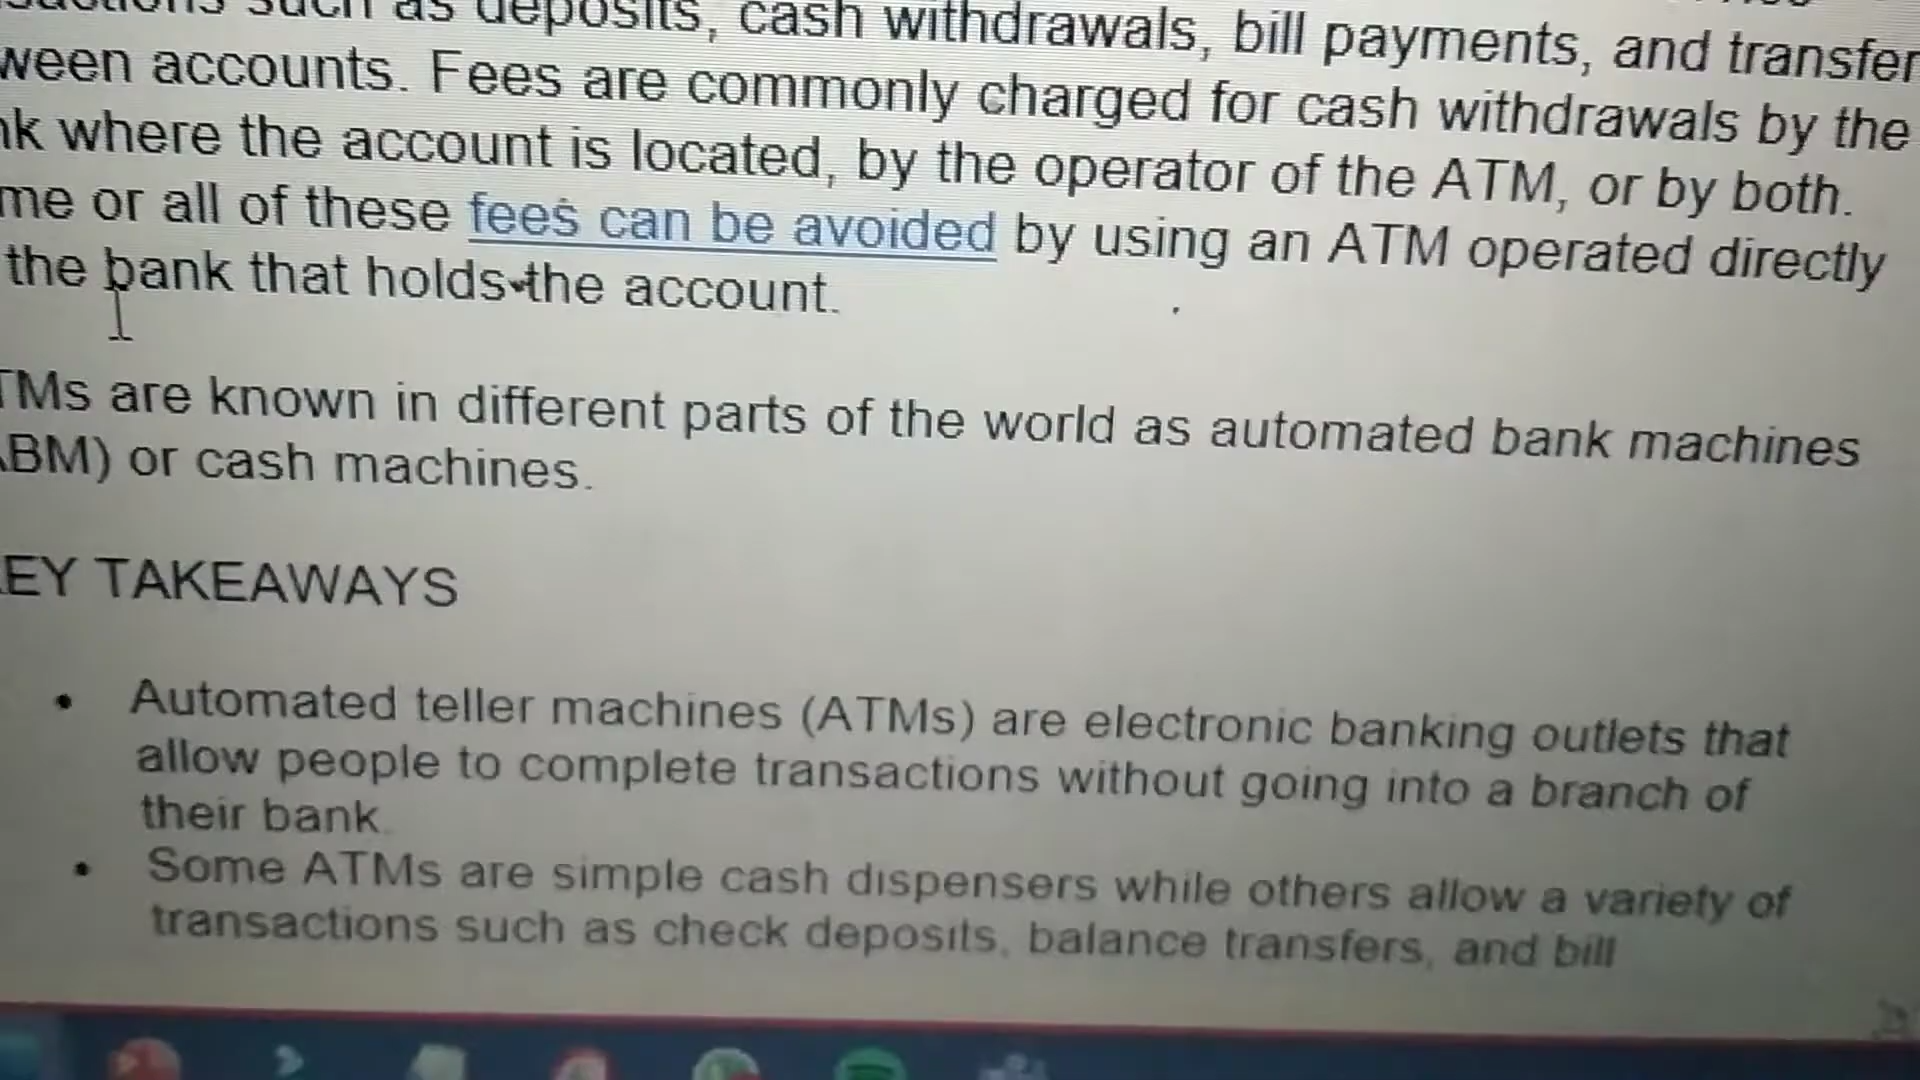 such as deposits, cash withdrawals, bill payments, and transfer
ween accounts. Fees are commonly charged for cash withdrawals by the
nk where the account is located, by the operator of the ATM, or by both.
me or all of these fees can be avoided by using an ATM operated directly
the bank that holds the account.
TMs are known in different parts of the world as automated bank machines
BM) or cash machines.
EY TAKEAWAYS
• Automated teller machines (ATMs) are electronic banking outlets that
allow people to complete transactions without going into a branch of
their bank.
• Some ATMs are simple cash dispensers while others allow a variety of
transactions such as check deposits, balance transfers, and bill